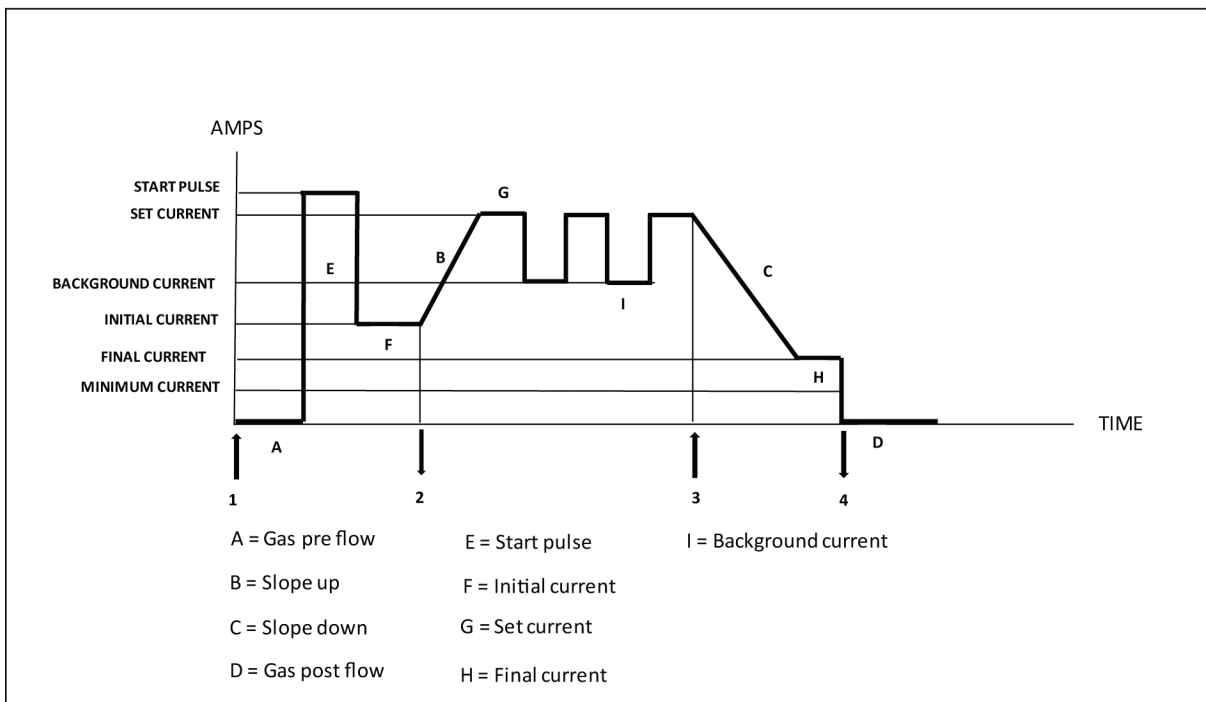 AMPS
START PULSE
G
SET CURRENT
B
E
C
BACKGROUND CURRENT
I
INITIAL CURRENT
F
FINAL CURRENT
H
MINIMUM CURRENT
TIME
A
D
1
2
3
4
A = Gas pre flow
E = Start pulse
I = Background current
B = Slope up
F = Initial current
C = Slope down
G = Set current
D = Gas post flow
H = Final current